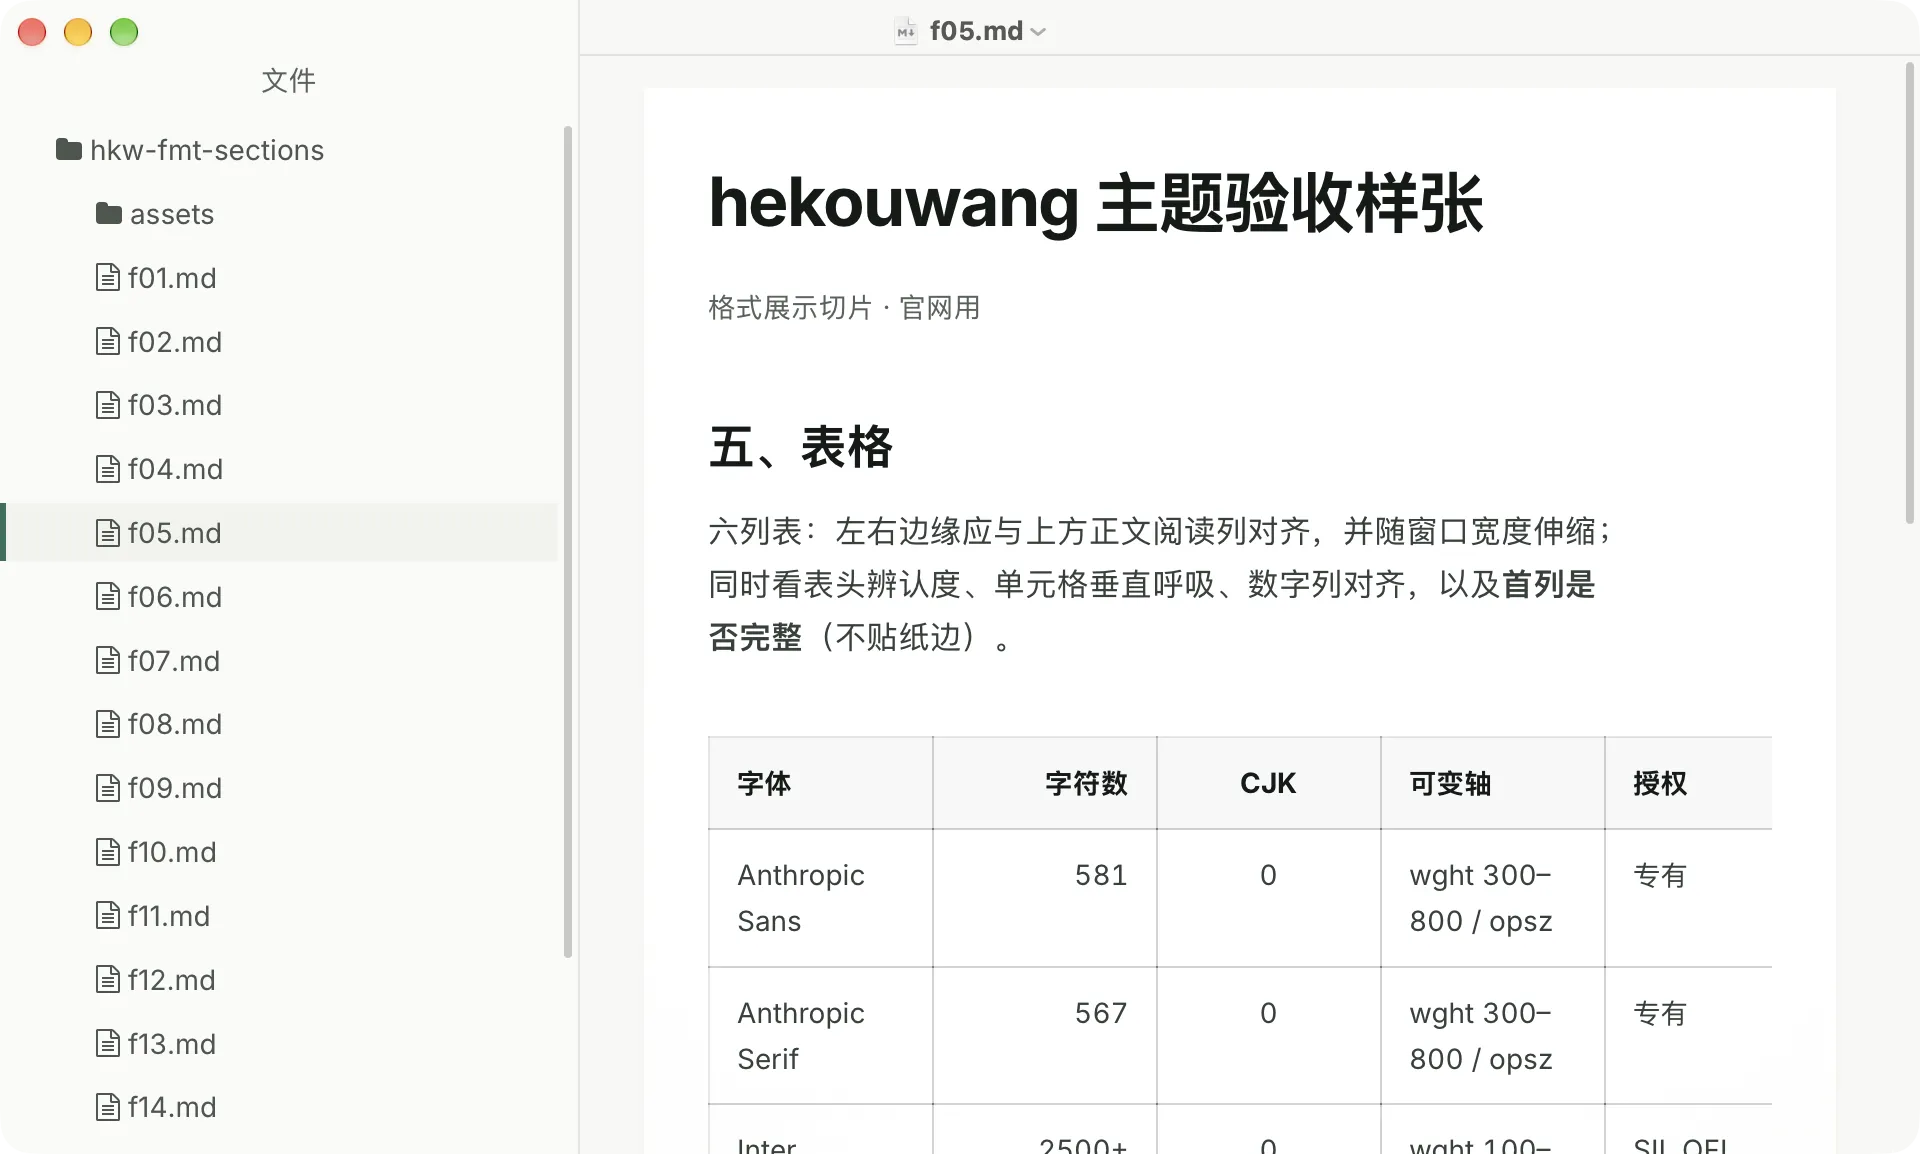 文件
hkw-fmt-sections
assets
f01.md
f02.md
f03.md
f04.md
f05.md
f06.md
f07.md
f08.md
f09.md
f10.md
f11.md
f12.md
f13.md
f14.md
f05.md
hekouwang 主题验收样张
格式展示切片 · 官网用
五、表格
六列表：左右边缘应与上方正文阅读列对齐，并随窗口宽度伸缩；
同时看表头辨认度、单元格垂直呼吸、数字列对齐，以及首列是
否完整（不贴纸边）。
字体 字符数 CJK 可变轴 授权
Anthropic Sans 581 0 wght 300–800 / opsz 专有
Anthropic Serif 567 0 wght 300–800 / opsz 专有
Inter 2500+ 0 wght 100– SIL OFL